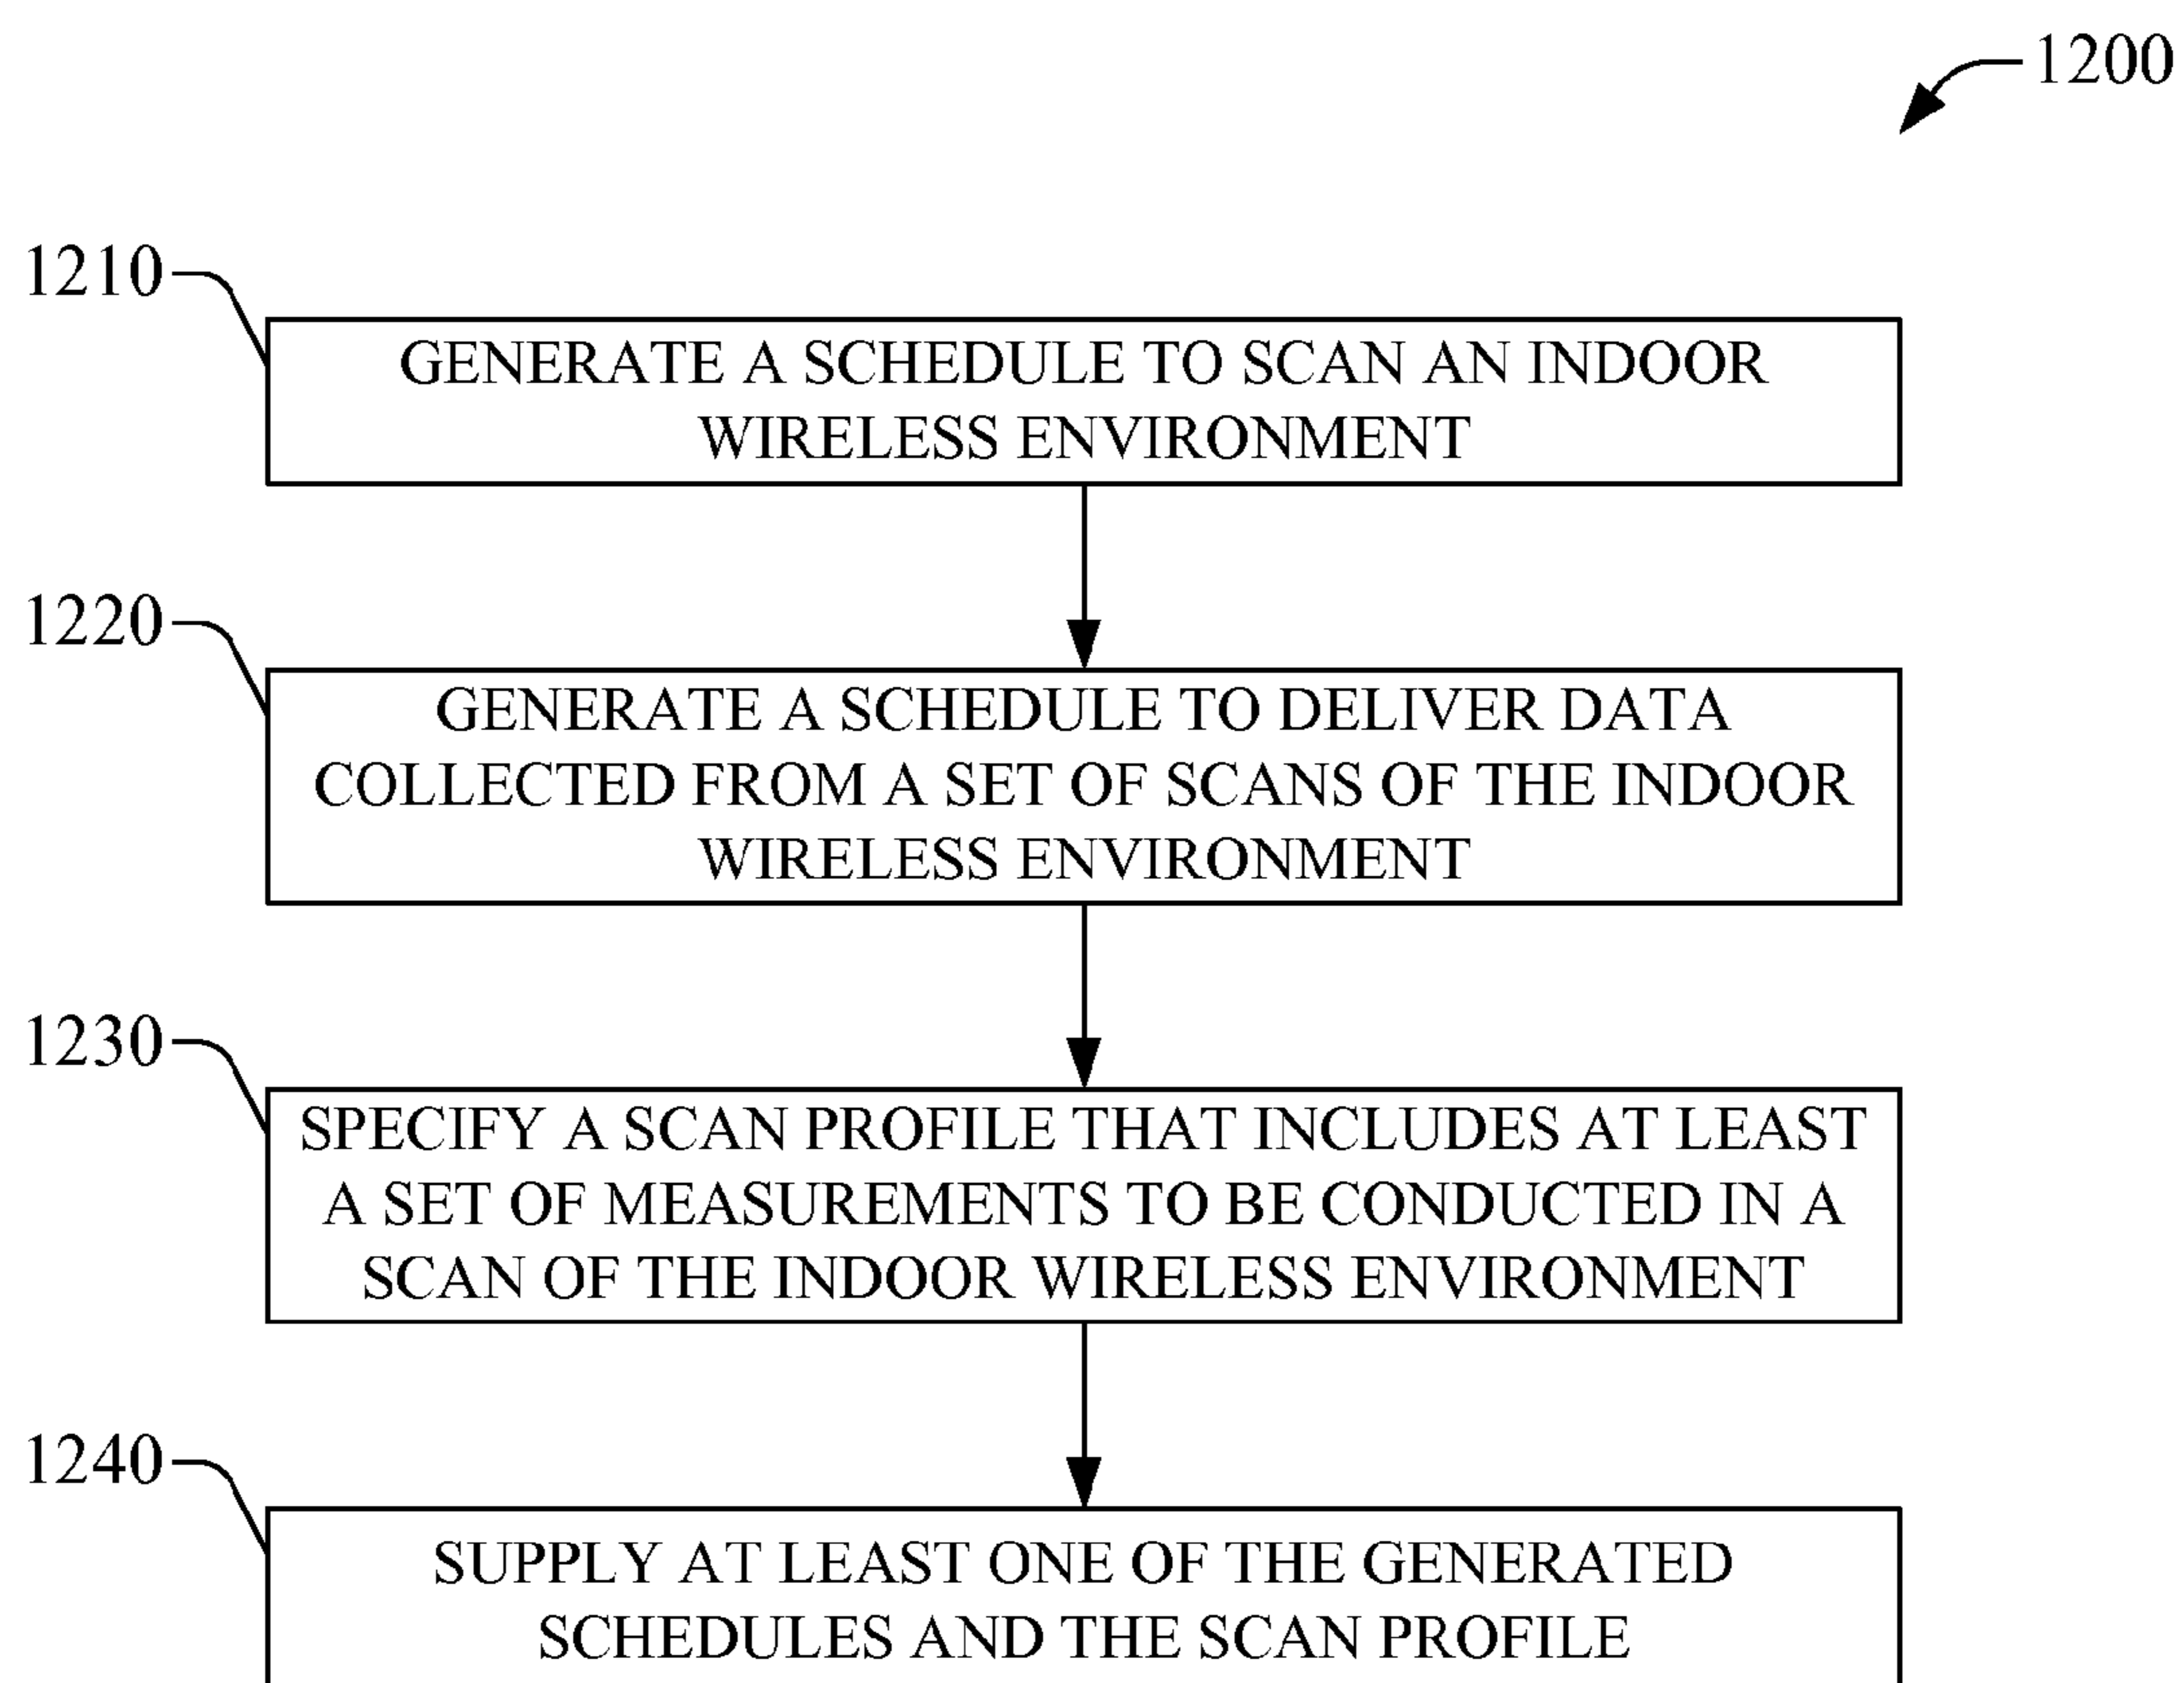 1200
1210
GENERATE A SCHEDULE TO SCAN AN INDOOR
WIRELESS ENVIRONMENT
1220
GENERATE A SCHEDULE TO DELIVER DATA
COLLECTED FROM A SET OF SCANS OF THE INDOOR
WIRELESS ENVIRONMENT
1230
SPECIFY A SCAN PROFILE THAT INCLUDES AT LEAST
A SET OF MEASUREMENTS TO BE CONDUCTED IN A
SCAN OF THE INDOOR WIRELESS ENVIRONMENT
1240
SUPPLY AT LEAST ONE OF THE GENERATED
SCHEDULES AND THE SCAN PROFILE